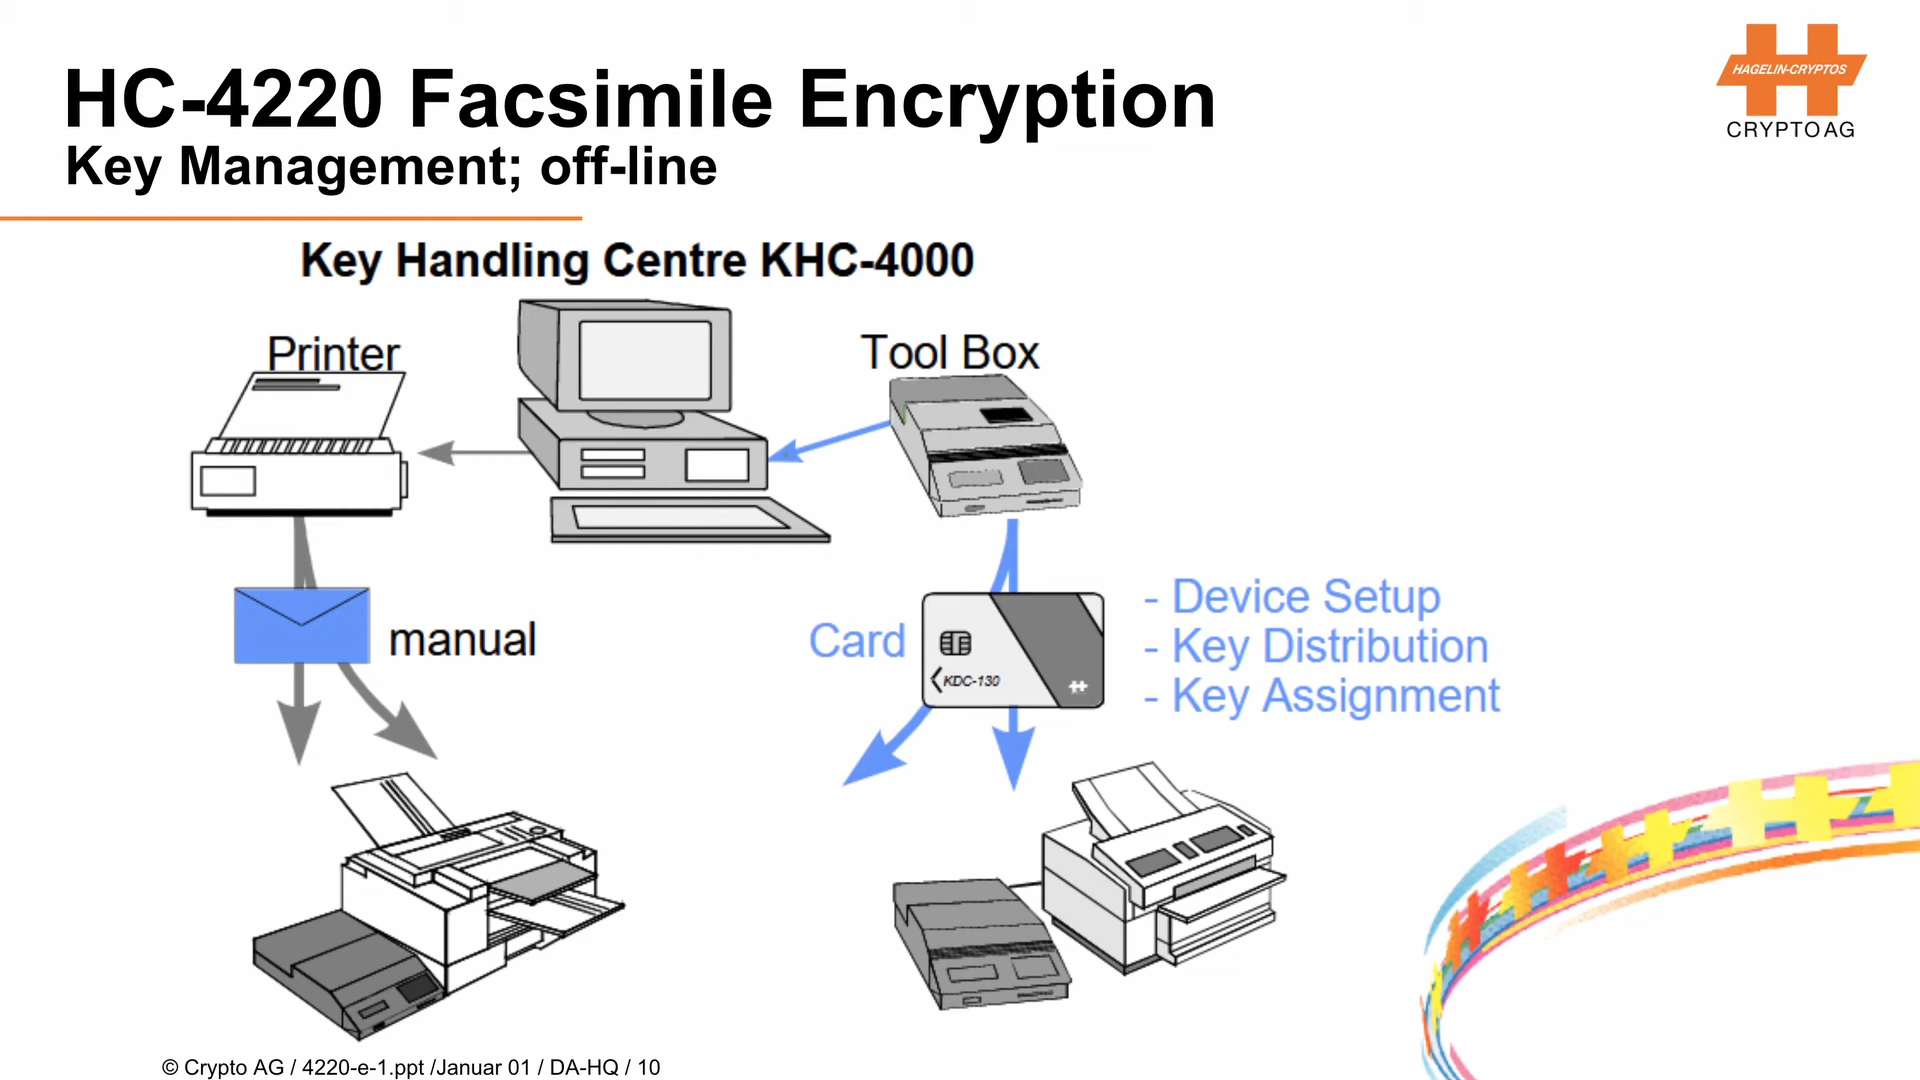 HC-4220 Facsimile Encryption
Key Management; off-line
HAGELIN-CRYPTOS
CRYPTO AG
Key Handling Centre KHC-4000
Printer
Tool Box
manual
Card
KDC-130
- Device Setup
- Key Distribution
- Key Assignment
© Crypto AG / 4220-e-1.ppt /Januar 01 / DA-HQ / 10